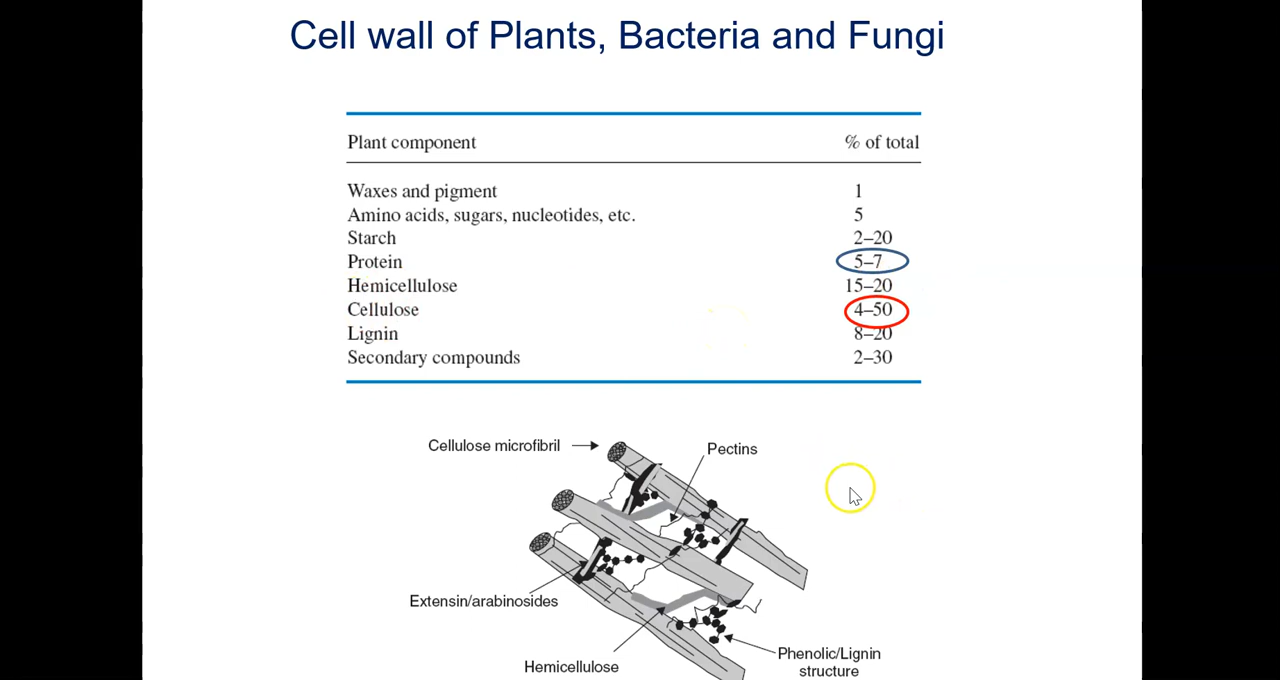 Cell wall of Plants, Bacteria and Fungi
Plant component % of total
Waxes and pigment 1
Amino acids, sugars, nucleotides, etc. 5
Starch 2–20
Protein 5–7
Hemicellulose 15–20
Cellulose 4–50
Lignin 8–20
Secondary compounds 2–30
Cellulose microfibril
Pectins
Extensin/arabinosides
Hemicellulose
Phenolic/Lignin
structure